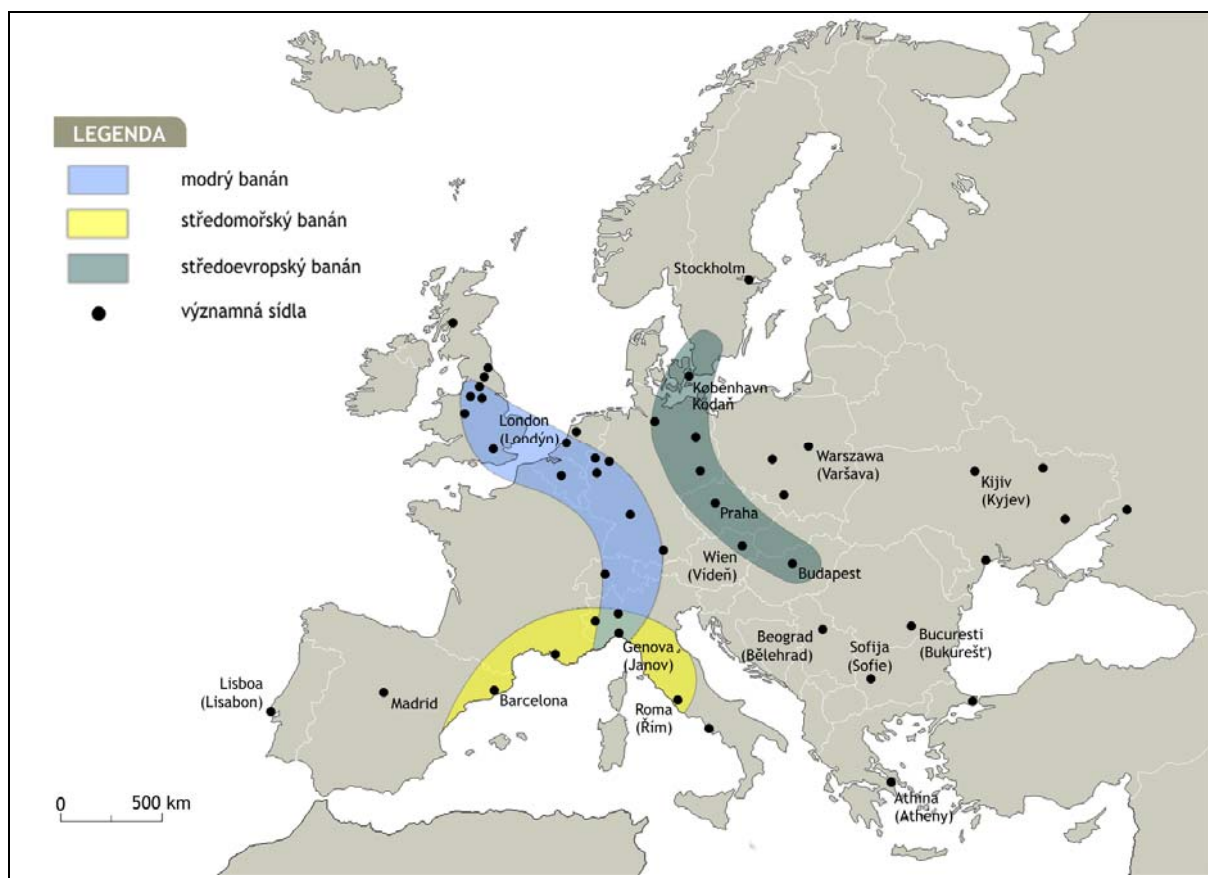 LEGENDA
modrý banán
středomořský banán
středoevropský banán
významná sídla
Stockholm
København
Kodaň
London
(Londýn)
Warszawa
(Varšava)
Kijiv
(Kyjev)
Praha
Wien
(Vídeň)
Budapest
Beograd
(Bělehrad)
Bucuresti
(Bukurešť)
Sofija
(Sofie)
Genova
(Janov)
Lisboa
(Lisabon)
Madrid
Barcelona
Roma
(Řím)
Athina
(Atheny)
0 500 km